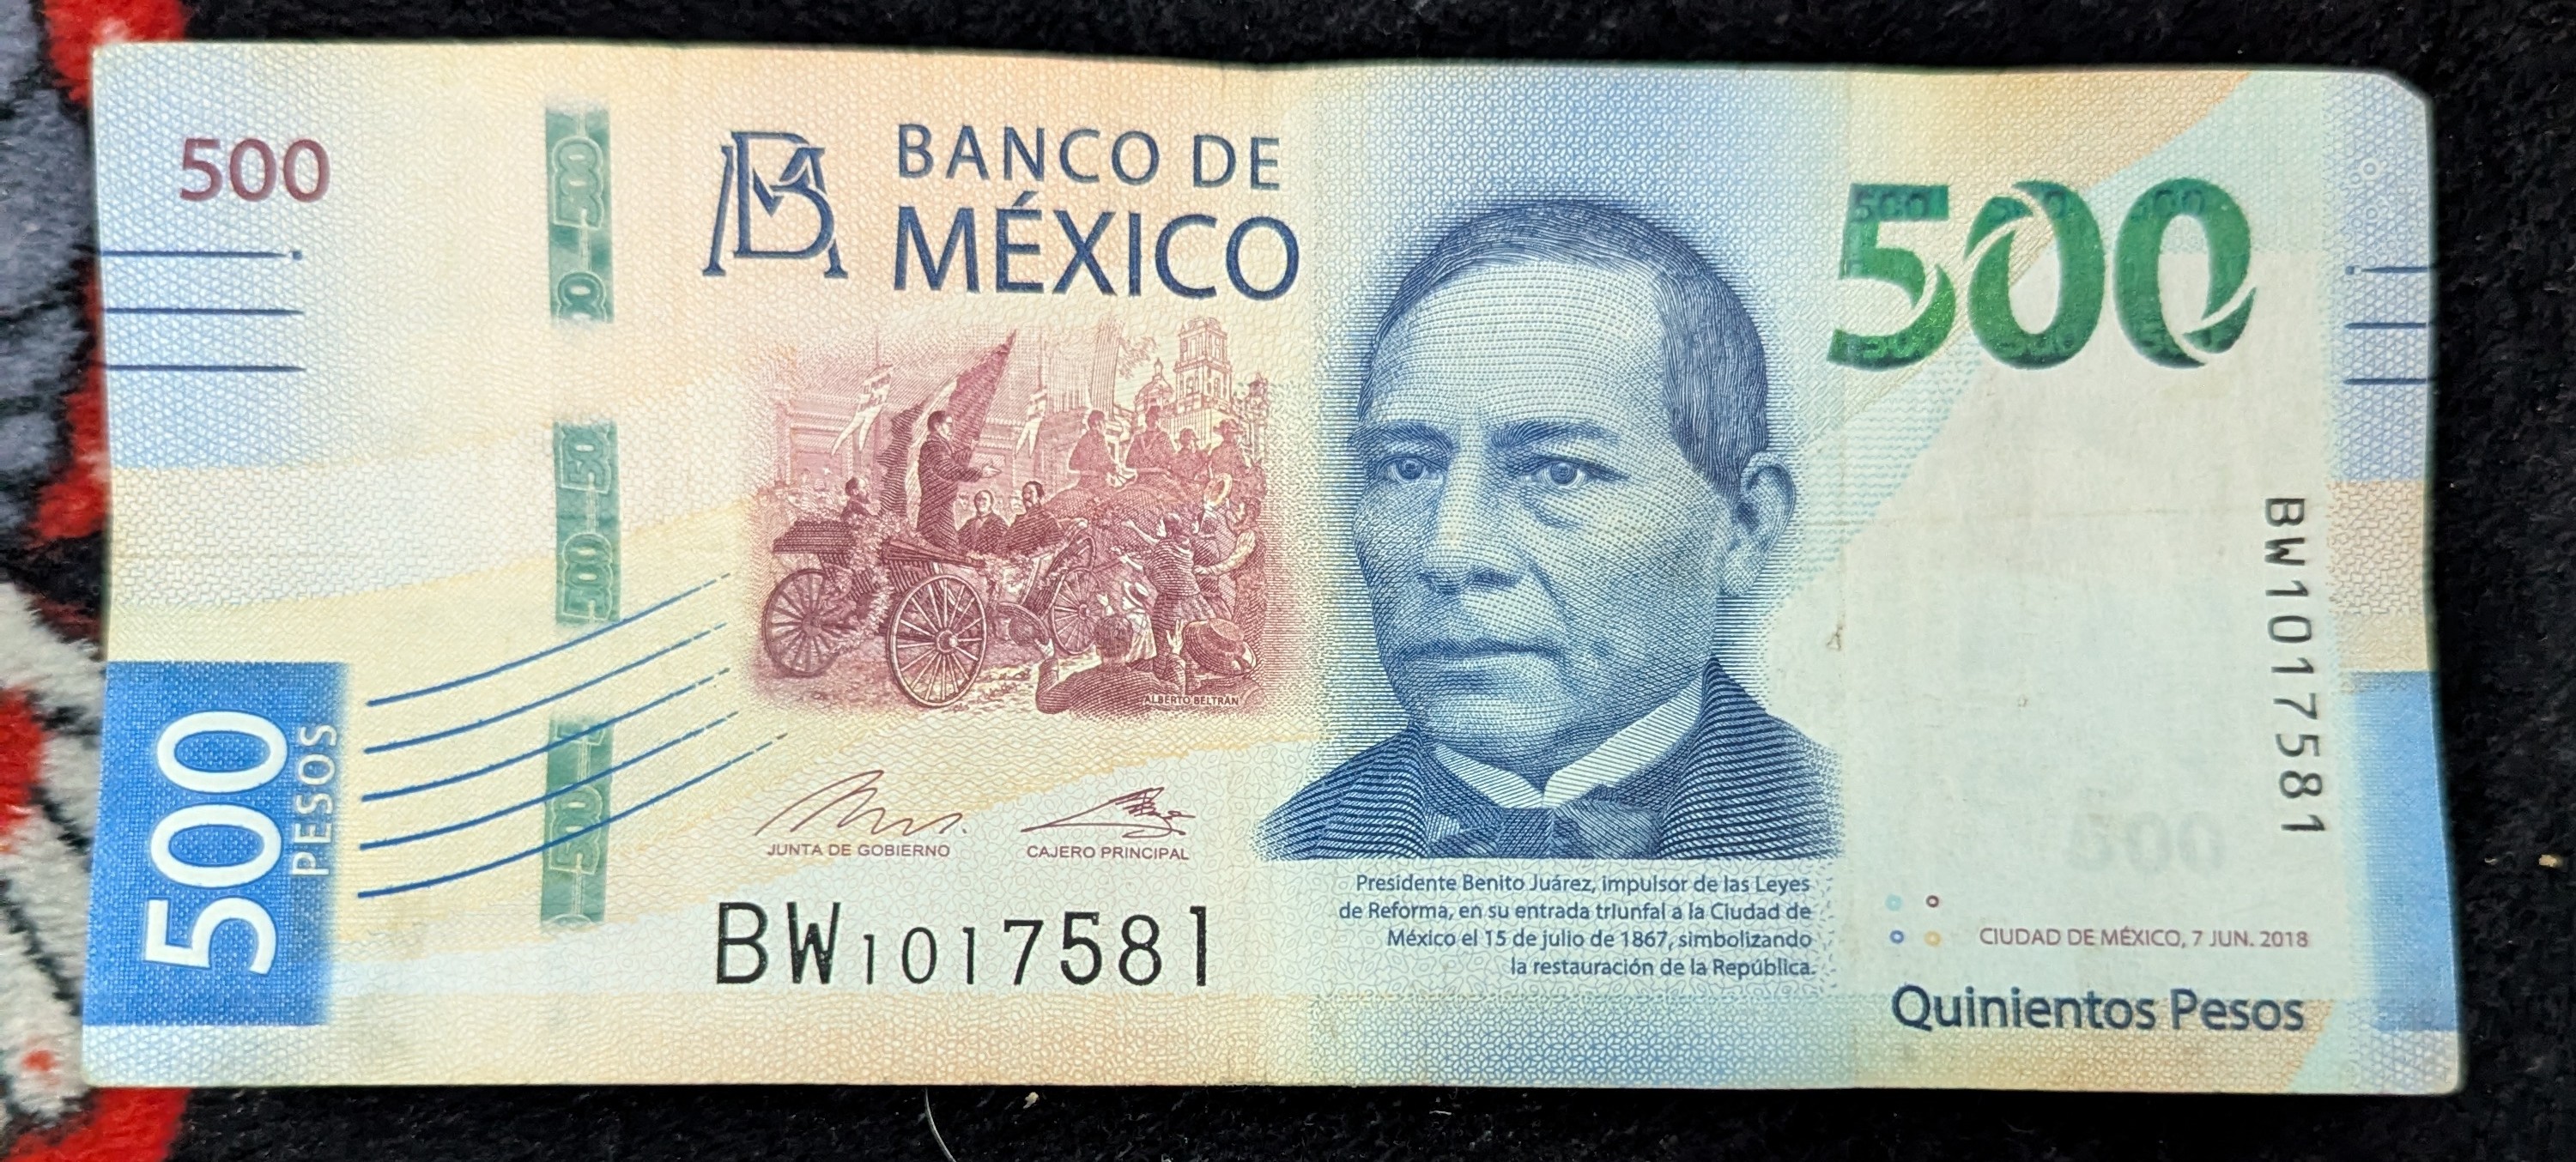 500
BANCO DE
MÉXICO
500
ALBERTO BELTRÁN
500
PESOS
JUNTA DE GOBIERNO
CAJERO PRINCIPAL
BW1017581
BW1017581
Presidente Benito Juárez, impulsor de las Leyes
de Reforma, en su entrada triunfal a la Ciudad de
México el 15 de julio de 1867, simbolizando
la restauración de la República.
500
CIUDAD DE MÉXICO, 7 JUN. 2018
Quinientos Pesos